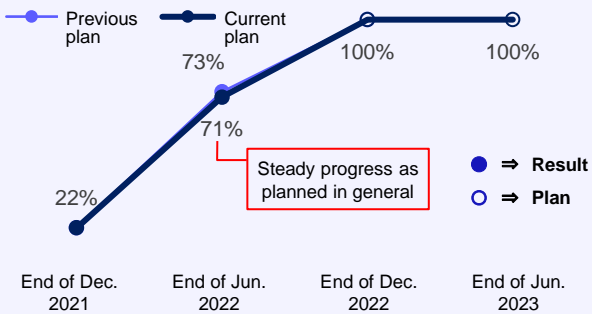 Previous
plan
Current
plan
73%
100%
100%
71%
Steady progress as
planned in general
⇒ Result
22%
⇒ Plan
End of Dec.
2021
End of Jun.
2022
End of Dec.
2022
End of Jun.
2023